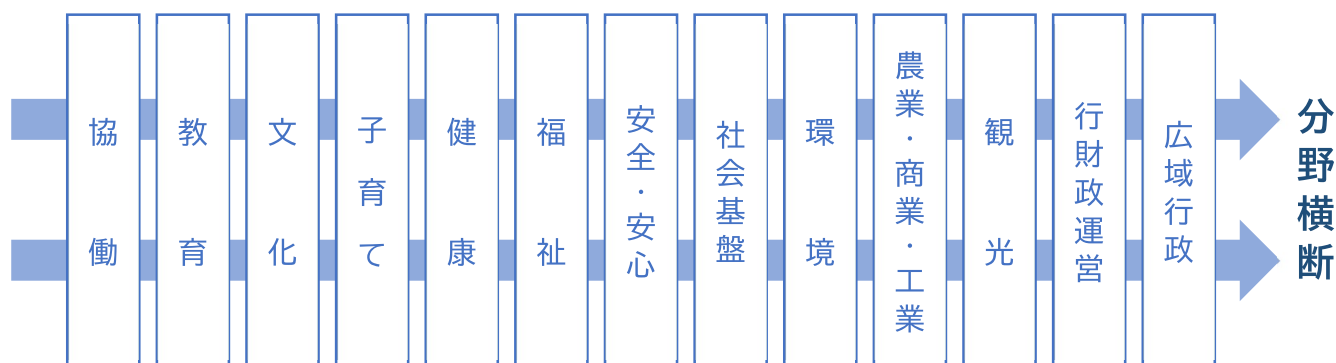 協働
教育
文化
子育て
健康
福祉
安全・安心
社会基盤
環境
農業・商業・工業
観光
行財政運営
広域行政
分野横断